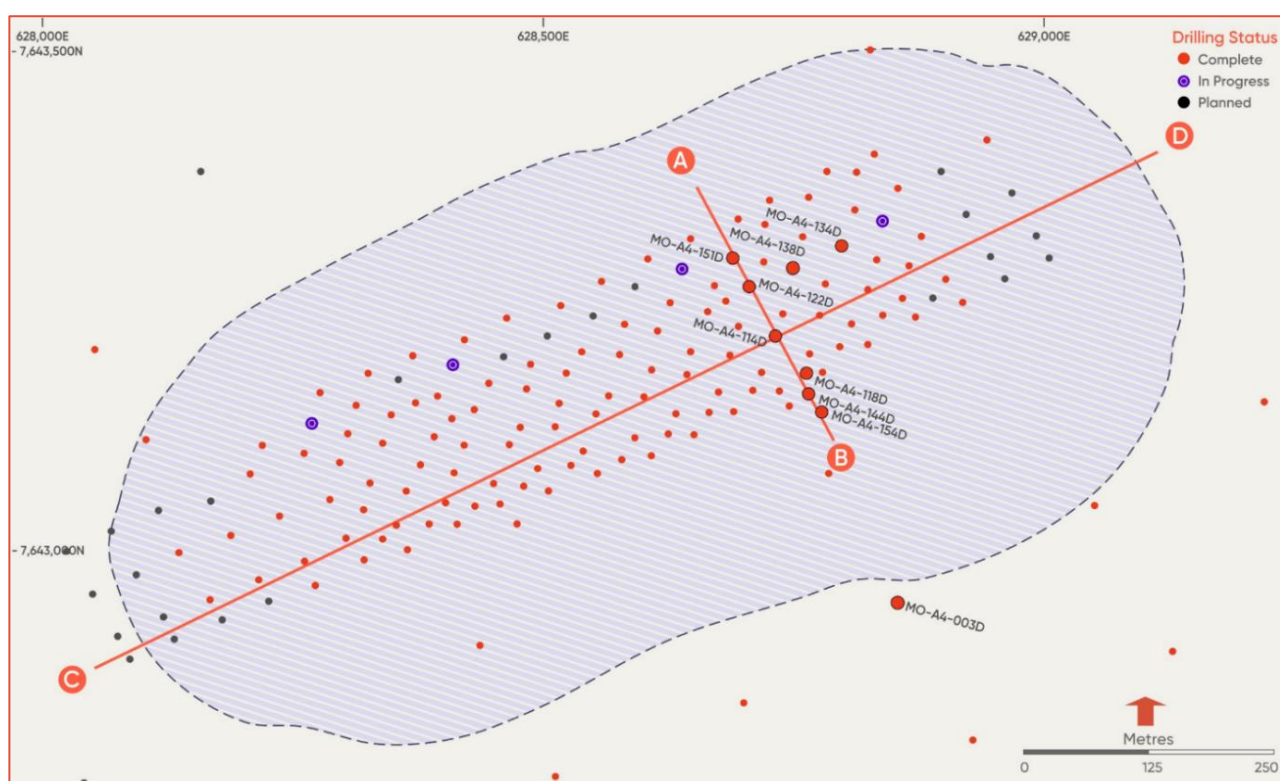 628,000E
628,500E
629,000E
- 7,643,500N
Drilling Status
Complete
In Progress
Planned
D
A
MO-A4-134D
MO-A4-138D
MO-A4-151D
MO-A4-122D
MO-A4-114D
MO-A4-118D
MO-A4-144D
MO-A4-154D
B
- 7,643,000N
MO-A4-003D
C
Metres
0 125 250